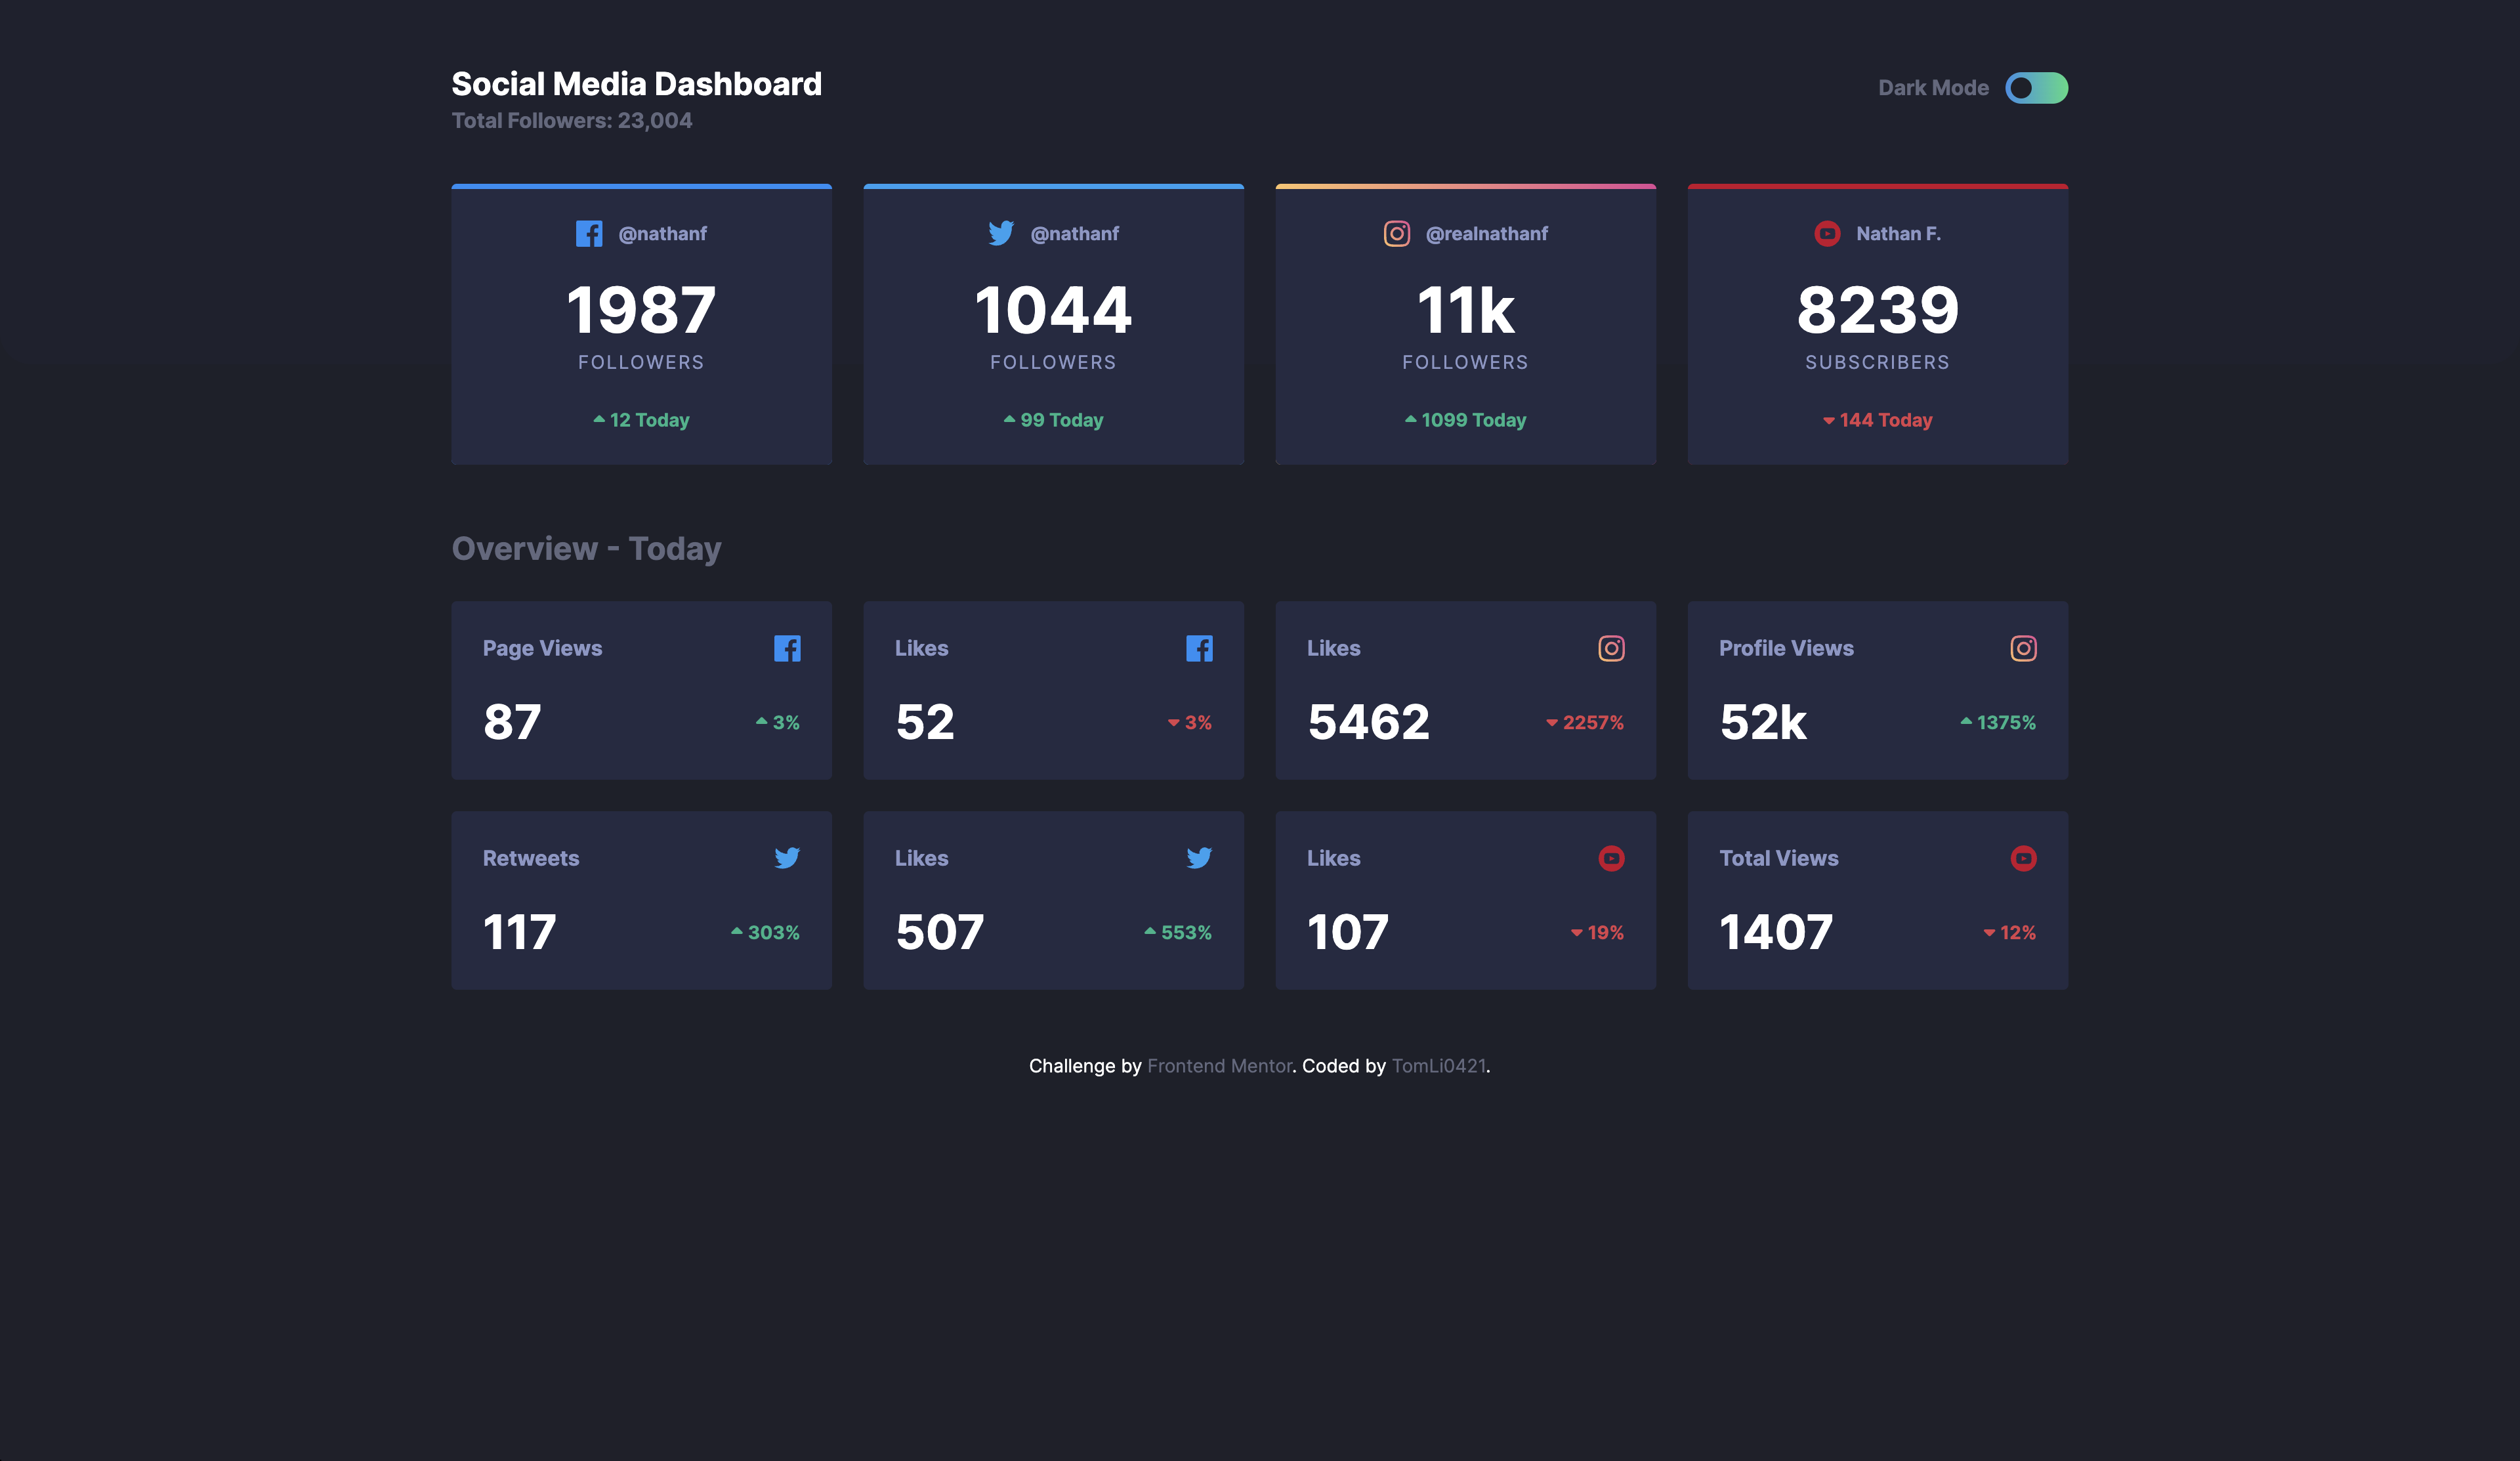 Social Media Dashboard
Total Followers: 23,004
Dark Mode
@nathanf
1987
FOLLOWERS
12 Today
@nathanf
1044
FOLLOWERS
99 Today
@realnathanf
11k
FOLLOWERS
1099 Today
Nathan F.
8239
SUBSCRIBERS
144 Today
Overview - Today
Page Views
87
3%
Likes
52
3%
Likes
5462
2257%
Profile Views
52k
1375%
Retweets
117
303%
Likes
507
553%
Likes
107
19%
Total Views
1407
12%
Challenge by Frontend Mentor. Coded by TomLi0421.